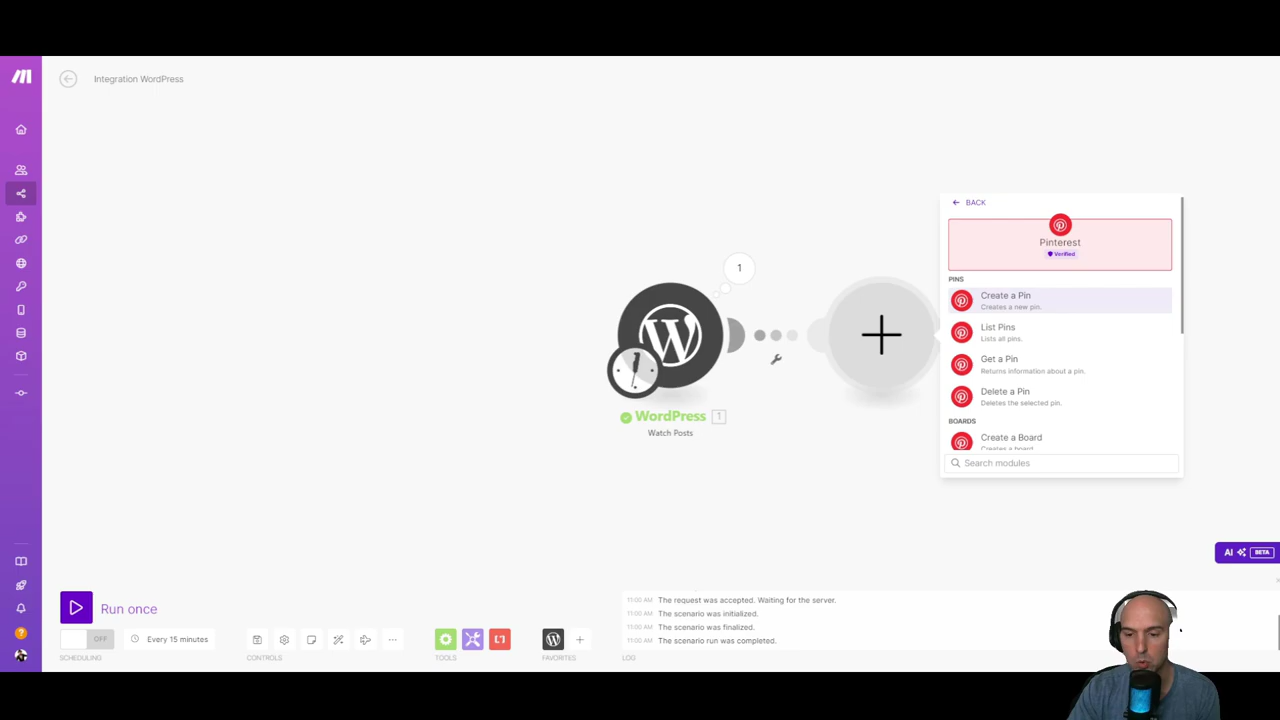 Integration WordPress
BACK
Pinterest
Verified
PINS
Create a Pin
Creates a new pin.
List Pins
Lists all pins.
Get a Pin
Returns information about a pin.
Delete a Pin
Deletes the selected pin.
BOARDS
Create a Board
Creates a board.
Search modules
1
WordPress 1
Watch Posts
AI BETA
Run once
OFF
Every 15 minutes
SCHEDULING
CONTROLS
TOOLS
FAVORITES
11:00 AM The request was accepted. Waiting for the server.
11:00 AM The scenario was initialized.
11:00 AM The scenario was finalized.
11:00 AM The scenario run was completed.
LOG